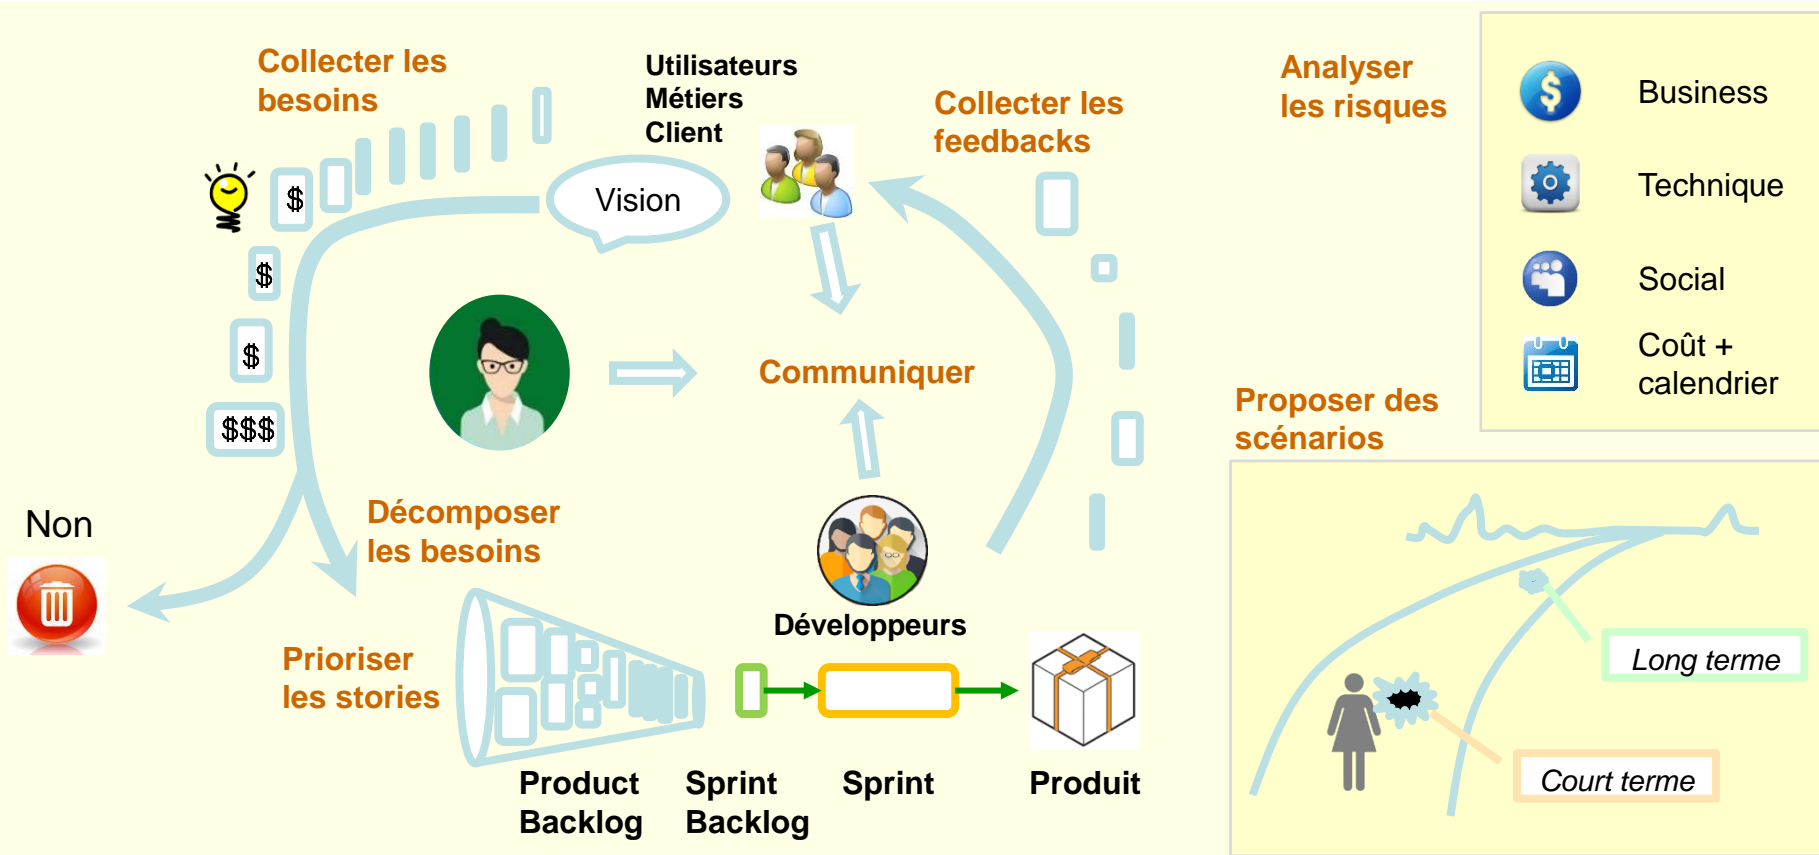 Collecter les
besoins
Utilisateurs
Métiers
Client
Collecter les
feedbacks
Analyser
les risques
$ Business
Technique
Social
Coût +
calendrier
Vision
$
$
$
$$$
Communiquer
Proposer des
scénarios
Non
Décomposer
les besoins
Développeurs
Prioriser
les stories
Product
Backlog
Sprint
Backlog
Sprint
Produit
Long terme
Court terme